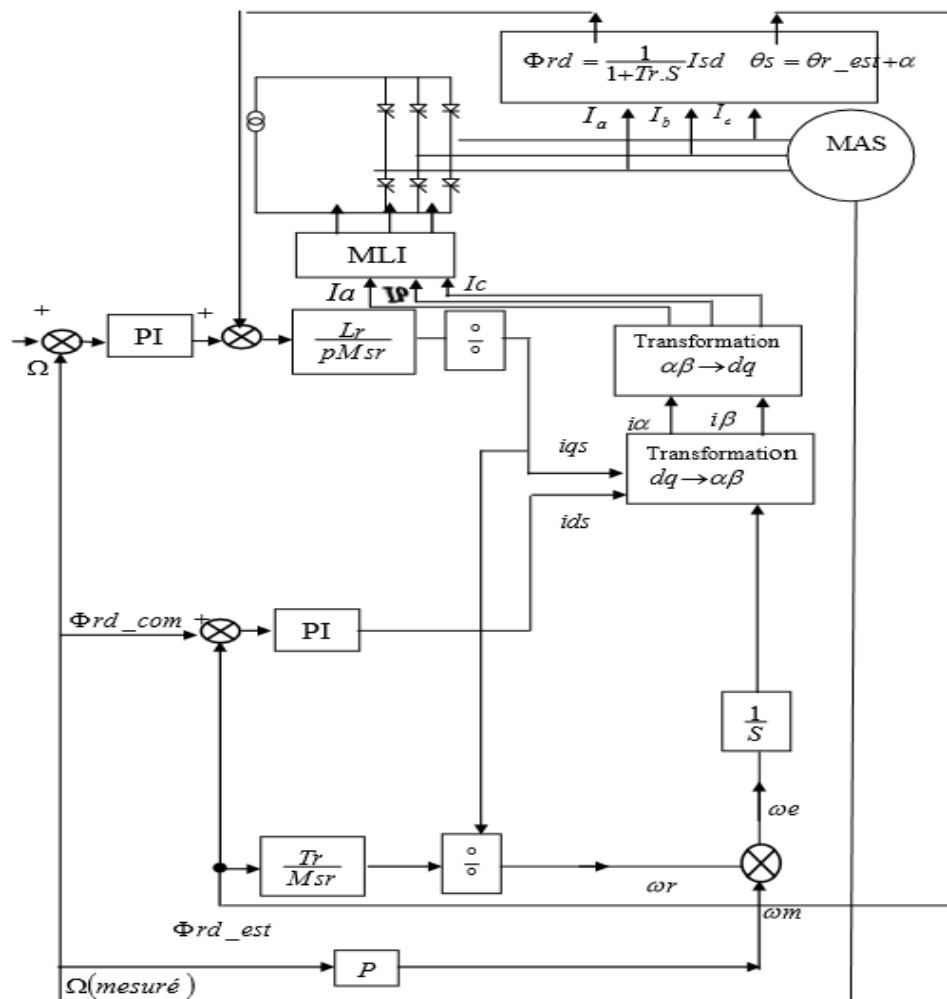 Φrd = 1/(1+Tr.S) Isd θs = θr_est+α
Ia Ib Ic
MAS
MLI
Ia Ic
+ + 
PI
Lr/pMsr
÷
Ω
Transformation
αβ→dq
iα iβ
Transformation
dq→αβ
iqs
ids
Φrd_com +
PI
1/S
ωe
Tr/Msr
÷
ωr
ωm
Φrd_est
P
Ω(mesuré)